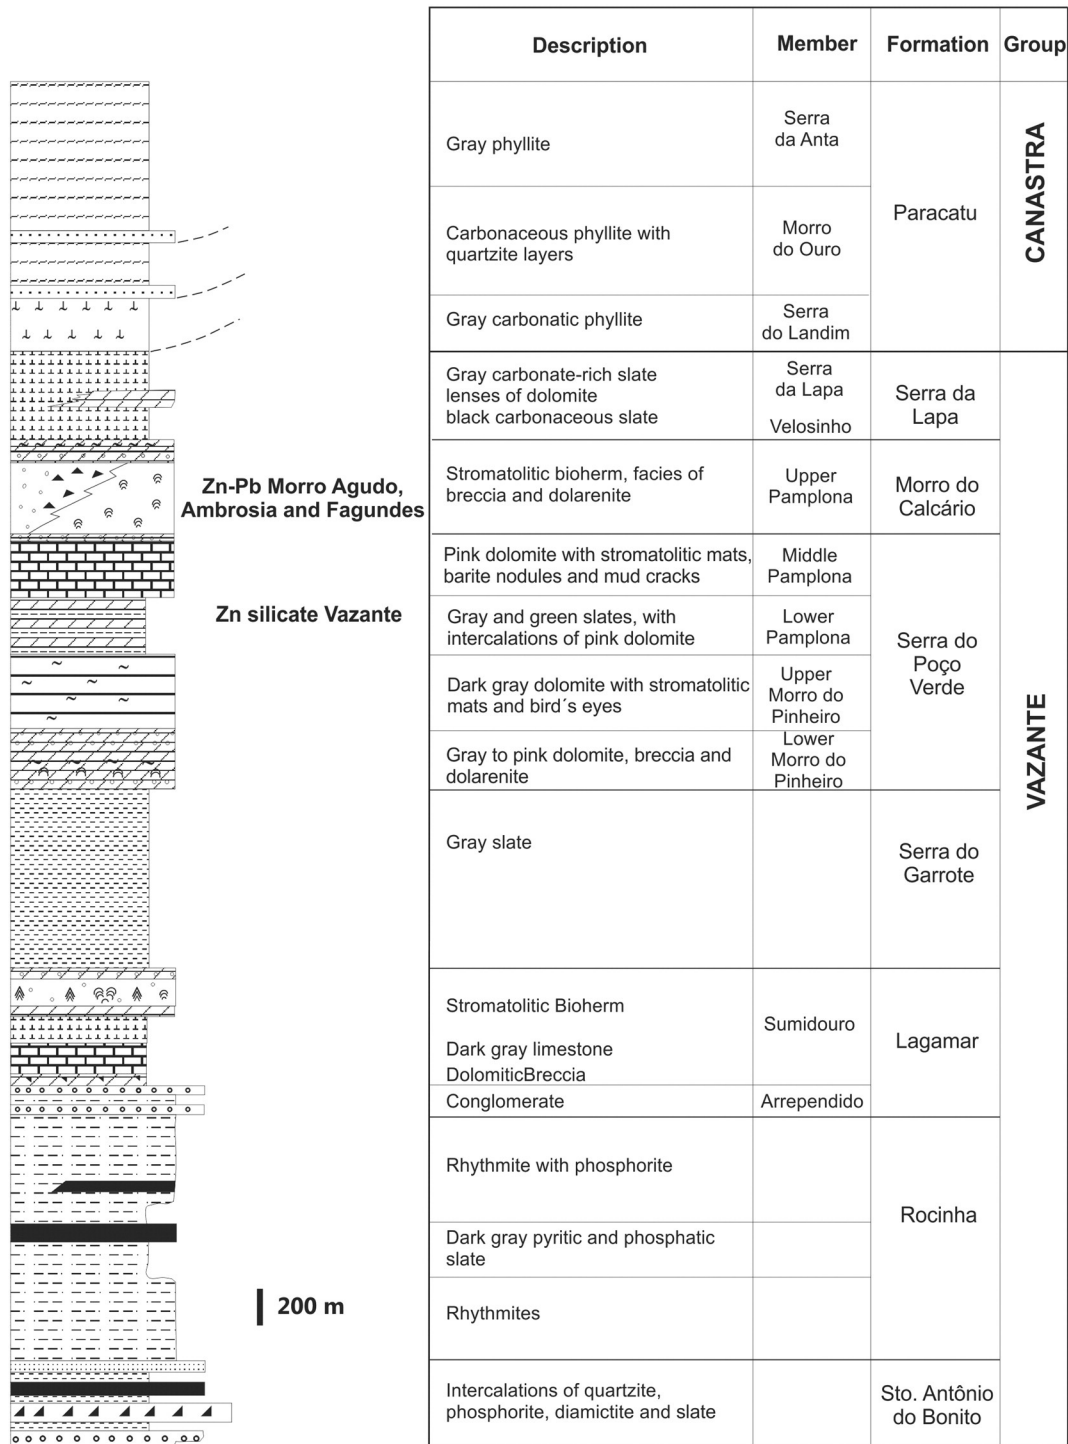 Description
Member
Formation
Group
Gray phyllite
Serra
da Anta
Paracatu
CANASTRA
Carbonaceous phyllite with
quartzite layers
Morro
do Ouro
Gray carbonatic phyllite
Serra
do Landim
Gray carbonate-rich slate
lenses of dolomite
black carbonaceous slate
Serra
da Lapa
Velosinho
Serra da
Lapa
VAZANTE
Zn-Pb Morro Agudo,
Ambrosia and Fagundes
Stromatolitic bioherm, facies of
breccia and dolarenite
Upper
Pamplona
Morro do
Calcário
Pink dolomite with stromatolitic mats,
barite nodules and mud cracks
Middle
Pamplona
Serra do
Poço
Verde
Zn silicate Vazante
Gray and green slates, with
intercalations of pink dolomite
Lower
Pamplona
Dark gray dolomite with stromatolitic
mats and bird´s eyes
Upper
Morro do
Pinheiro
Gray to pink dolomite, breccia and
dolarenite
Lower
Morro do
Pinheiro
Gray slate
Serra do
Garrote
Stromatolitic Bioherm
Dark gray limestone
DolomiticBreccia
Sumidouro
Lagamar
Conglomerate
Arrependido
Rhythmite with phosphorite
Rocinha
Dark gray pyritic and phosphatic
slate
Rhythmites
200 m
Intercalations of quartzite,
phosphorite, diamictite and slate
Sto. Antônio
do Bonito